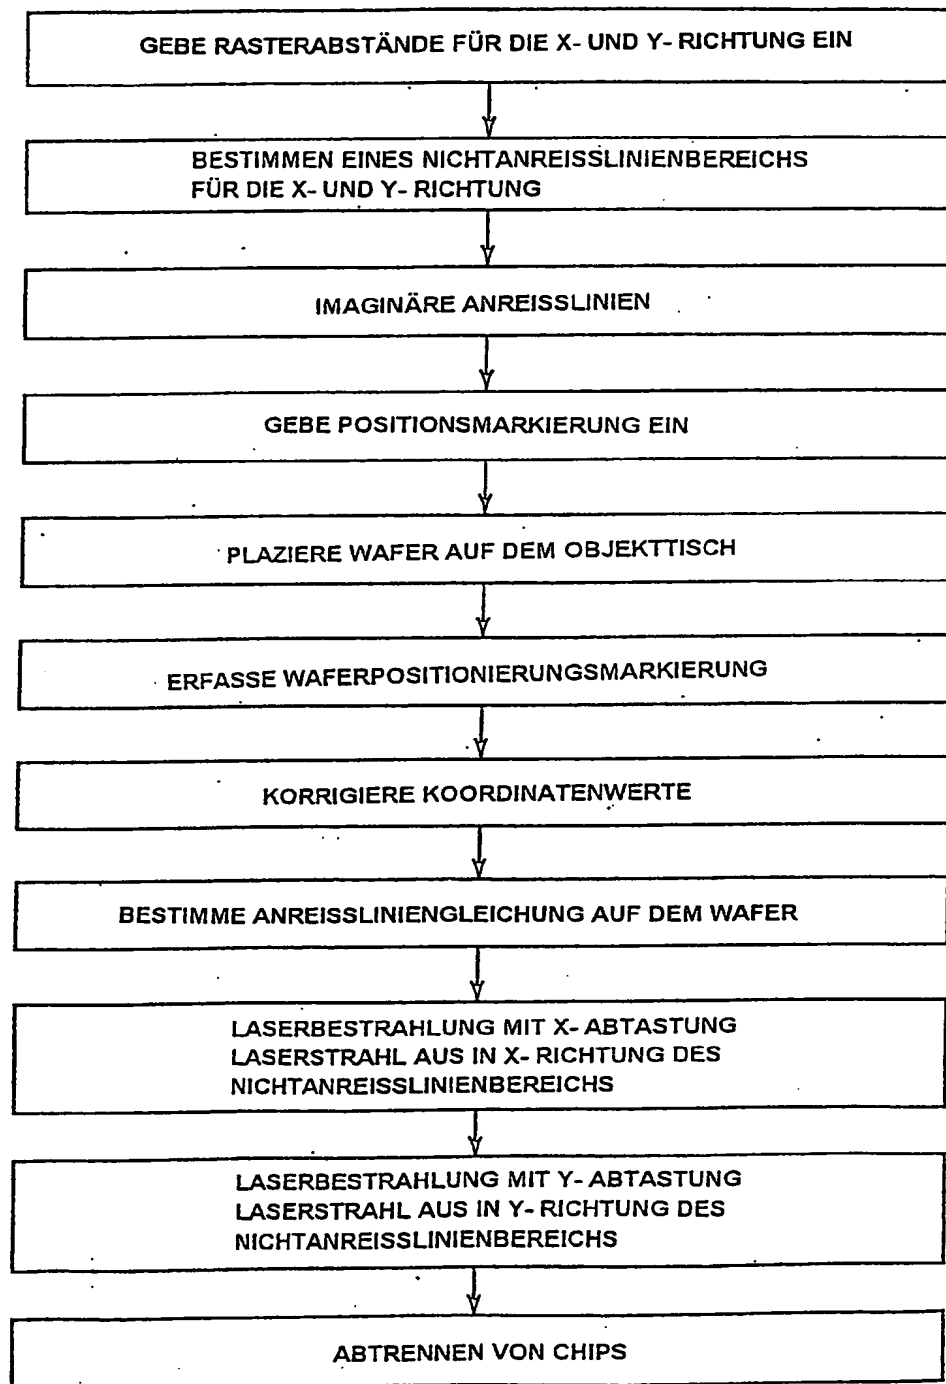 GEBE RASTERABSTÄNDE FÜR DIE X- UND Y- RICHTUNG EIN
BESTIMMEN EINES NICHTANREISSLINIENBEREICHS
FÜR DIE X- UND Y- RICHTUNG
IMAGINÄRE ANREISSLINIEN
GEBE POSITIONSMARKIERUNG EIN
PLAZIERE WAFER AUF DEM OBJEKTTISCH
ERFASSE WAFERPOSITIONIERUNGSMARKIERUNG
KORRIGIERE KOORDINATENWERTE
BESTIMME ANREISSLINIENGLEICHUNG AUF DEM WAFER
LASERBESTRAHLUNG MIT X- ABTASTUNG
LASERSTRAHL AUS IN X- RICHTUNG DES
NICHTANREISSLINIENBEREICHS
LASERBESTRAHLUNG MIT Y- ABTASTUNG
LASERSTRAHL AUS IN Y- RICHTUNG DES
NICHTANREISSLINIENBEREICHS
ABTRENNEN VON CHIPS